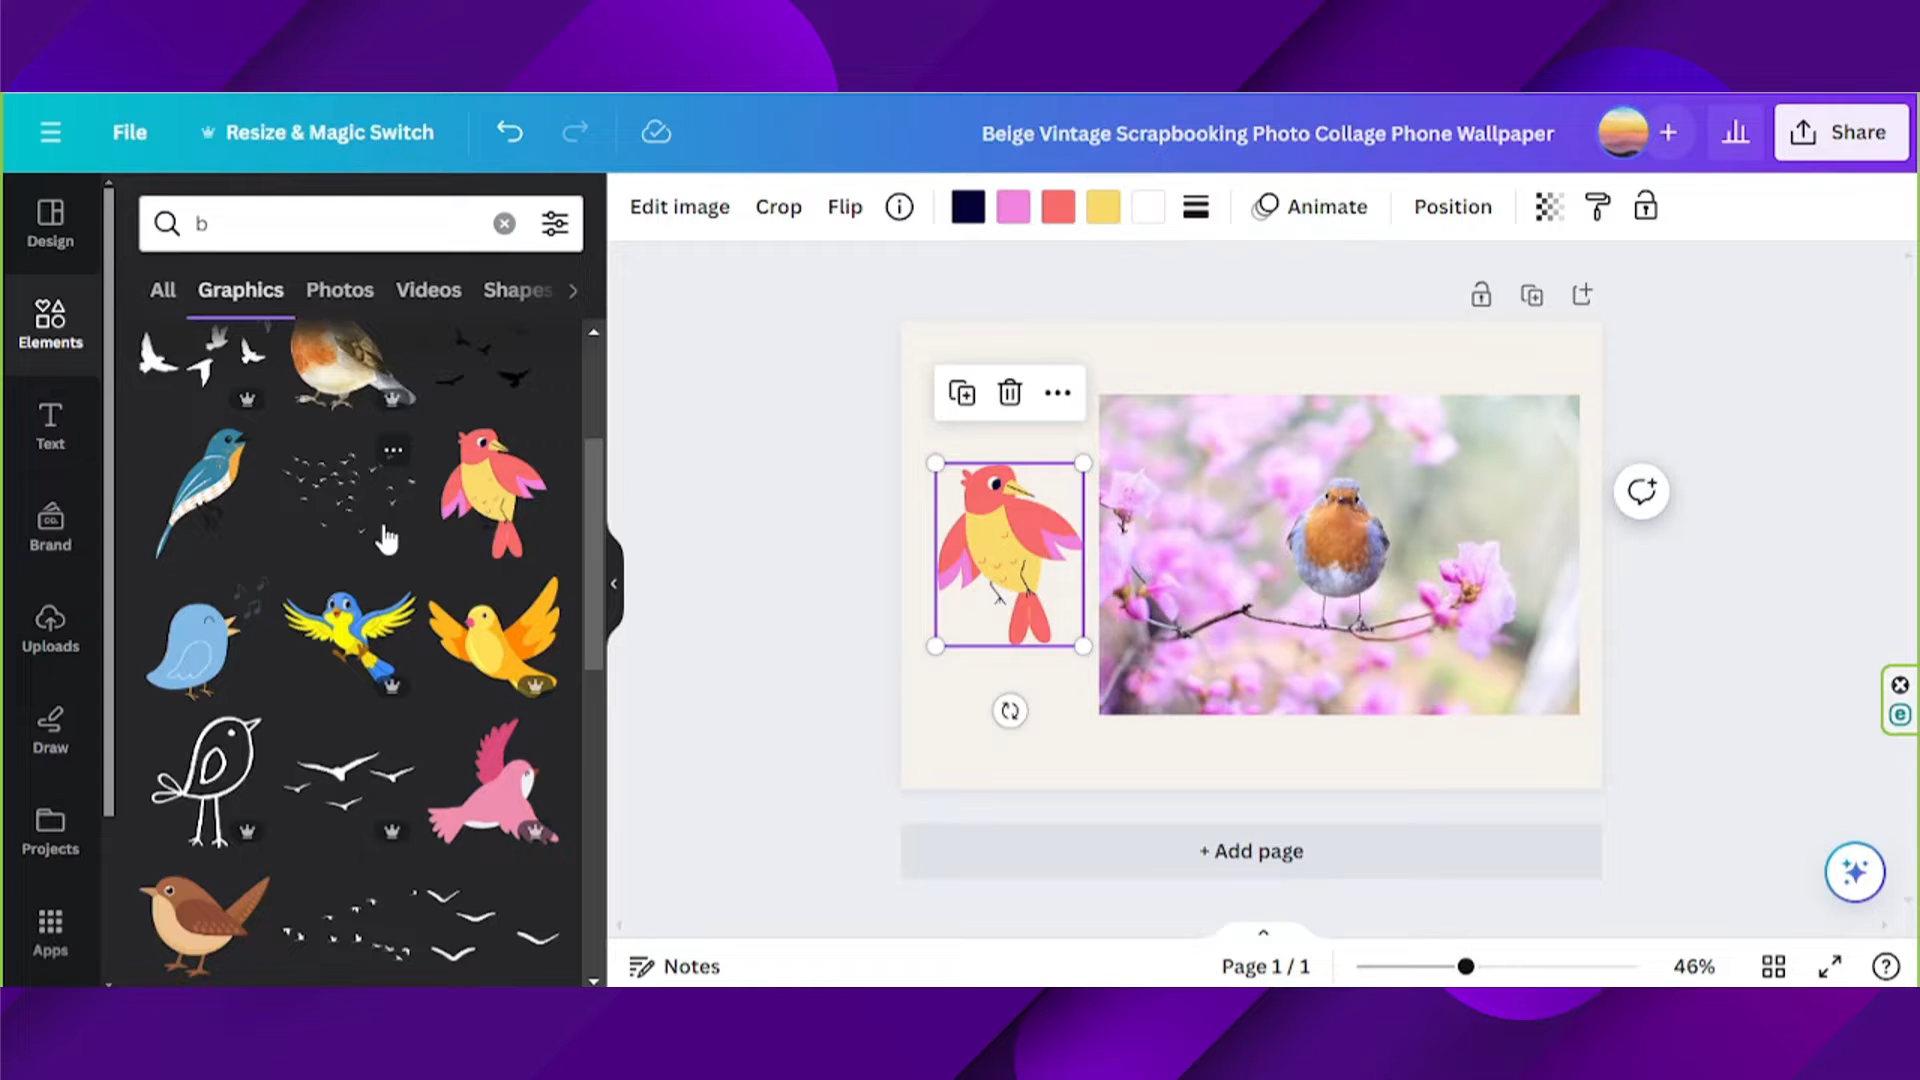 File
Resize & Magic Switch
Beige Vintage Scrapbooking Photo Collage Phone Wallpaper
Share
Design
Elements
Text
Brand
Uploads
Draw
Projects
Apps
b
All Graphics Photos Videos Shapes
Edit image Crop Flip Animate Position
+ Add page
Notes
Page 1 / 1
46%